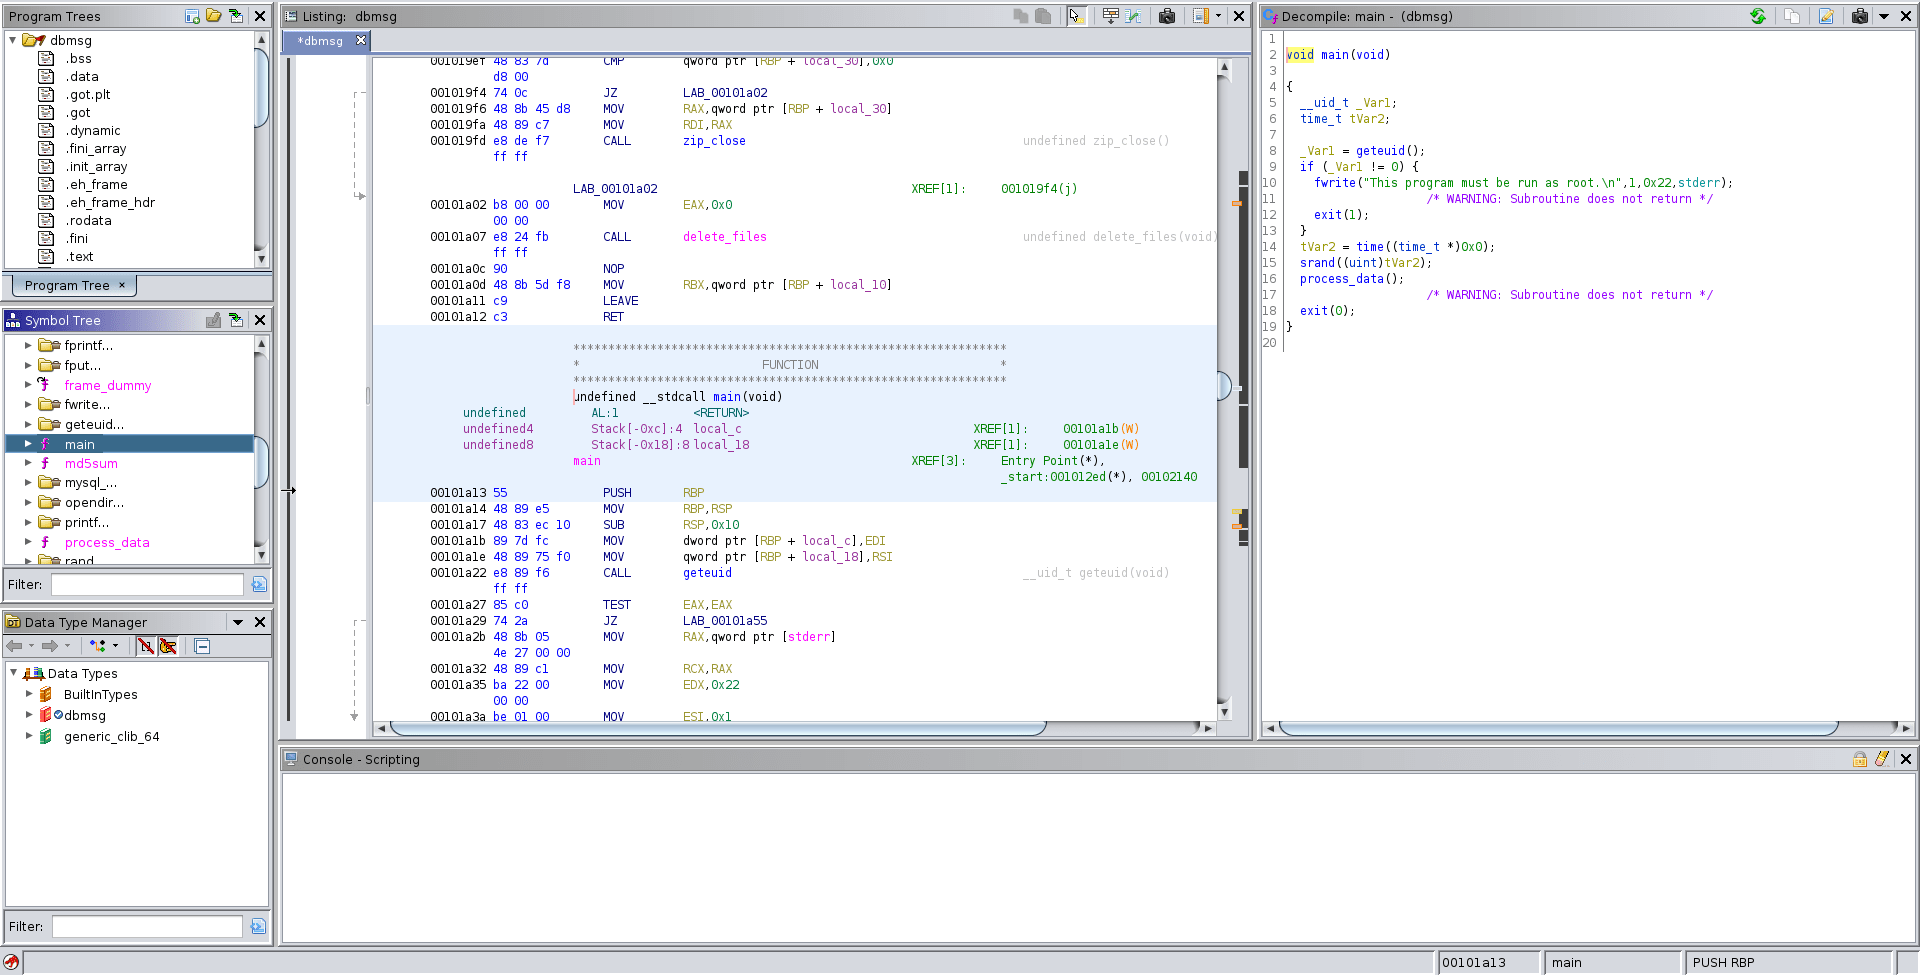 Program Trees
dbmsg
.bss
.data
.got.plt
.got
.dynamic
.fini_array
.init_array
.eh_frame
.eh_frame_hdr
.rodata
.fini
.text
Program Tree ×
Symbol Tree
fprintf...
fput...
frame_dummy
fwrite...
geteuid...
main
md5sum
mysql_...
opendir...
printf...
process_data
rand
Filter:
Data Type Manager
Data Types
BuiltInTypes
dbmsg
generic_clib_64
Filter:
Listing: dbmsg
*dbmsg
001019ef 48 83 7d CMP qword ptr [RBP + local_30],0x0
d8 00
001019f4 74 0c JZ LAB_00101a02
001019f6 48 8b 45 d8 MOV RAX,qword ptr [RBP + local_30]
001019fa 48 89 c7 MOV RDI,RAX
001019fd e8 de f7 CALL zip_close undefined zip_close()
ff ff
LAB_00101a02 XREF[1]: 001019f4(j)
00101a02 b8 00 00 MOV EAX,0x0
00 00
00101a07 e8 24 fb CALL delete_files undefined delete_files(void)
ff ff
00101a0c 90 NOP
00101a0d 48 8b 5d f8 MOV RBX,qword ptr [RBP + local_10]
00101a11 c9 LEAVE
00101a12 c3 RET
**************************************************************
* FUNCTION *
**************************************************************
undefined __stdcall main(void)
undefined AL:1 <RETURN>
undefined4 Stack[-0xc]:4 local_c XREF[1]: 00101a1b(W)
undefined8 Stack[-0x18]:8 local_18 XREF[1]: 00101a1e(W)
main XREF[3]: Entry Point(*),
_start:001012ed(*), 00102140
00101a13 55 PUSH RBP
00101a14 48 89 e5 MOV RBP,RSP
00101a17 48 83 ec 10 SUB RSP,0x10
00101a1b 89 7d fc MOV dword ptr [RBP + local_c],EDI
00101a1e 48 89 75 f0 MOV qword ptr [RBP + local_18],RSI
00101a22 e8 89 f6 CALL geteuid __uid_t geteuid(void)
ff ff
00101a27 85 c0 TEST EAX,EAX
00101a29 74 2a JZ LAB_00101a55
00101a2b 48 8b 05 MOV RAX,qword ptr [stderr]
4e 27 00 00
00101a32 48 89 c1 MOV RCX,RAX
00101a35 ba 22 00 MOV EDX,0x22
00 00
00101a3a be 01 00 MOV ESI,0x1
Decompile: main - (dbmsg)
1
2 void main(void)
3
4 {
5 __uid_t _Var1;
6 time_t tVar2;
7
8 _Var1 = geteuid();
9 if (_Var1 != 0) {
10 fwrite("This program must be run as root.\n",1,0x22,stderr);
11 /* WARNING: Subroutine does not return */
12 exit(1);
13 }
14 tVar2 = time((time_t *)0x0);
15 srand((uint)tVar2);
16 process_data();
17 /* WARNING: Subroutine does not return */
18 exit(0);
19 }
20
Console - Scripting
00101a13
main
PUSH RBP